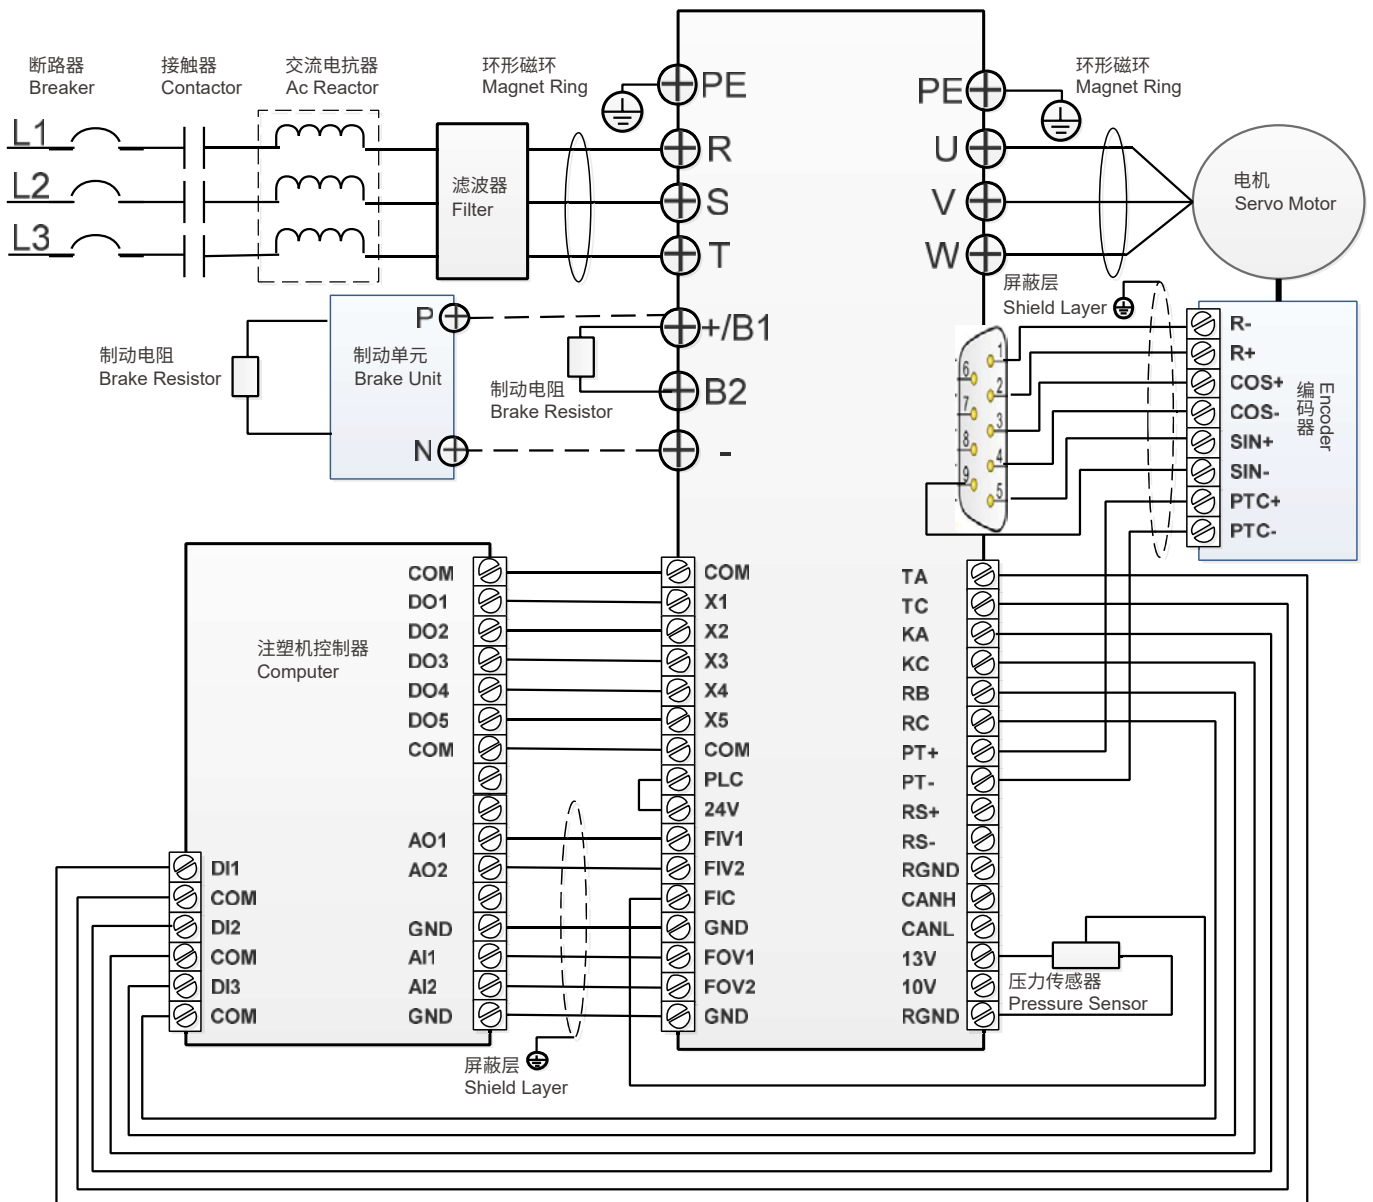 断路器
Breaker
接触器
Contactor
交流电抗器
Ac Reactor
环形磁环
Magnet Ring
PE
PE
环形磁环
Magnet Ring
L1
L2
L3
滤波器
Filter
R
S
T
U
V
W
电机
Servo Motor
屏蔽层
Shield Layer
P
N
制动单元
Brake Unit
制动电阻
Brake Resistor
制动电阻
Brake Resistor
+/B1
B2
-
1
2
3
4
5
6
7
8
9
R-
R+
COS+
COS-
SIN+
SIN-
PTC+
PTC-
编码器
Encoder
注塑机控制器
Computer
COM
DO1
DO2
DO3
DO4
DO5
COM
AO1
AO2
GND
AI1
AI2
GND
DI1
COM
DI2
COM
DI3
COM
COM
X1
X2
X3
X4
X5
COM
PLC
24V
FIV1
FIV2
FIC
GND
FOV1
FOV2
GND
TA
TC
KA
KC
RB
RC
PT+
PT-
RS+
RS-
RGND
CANH
CANL
13V
10V
RGND
压力传感器
Pressure Sensor
屏蔽层
Shield Layer